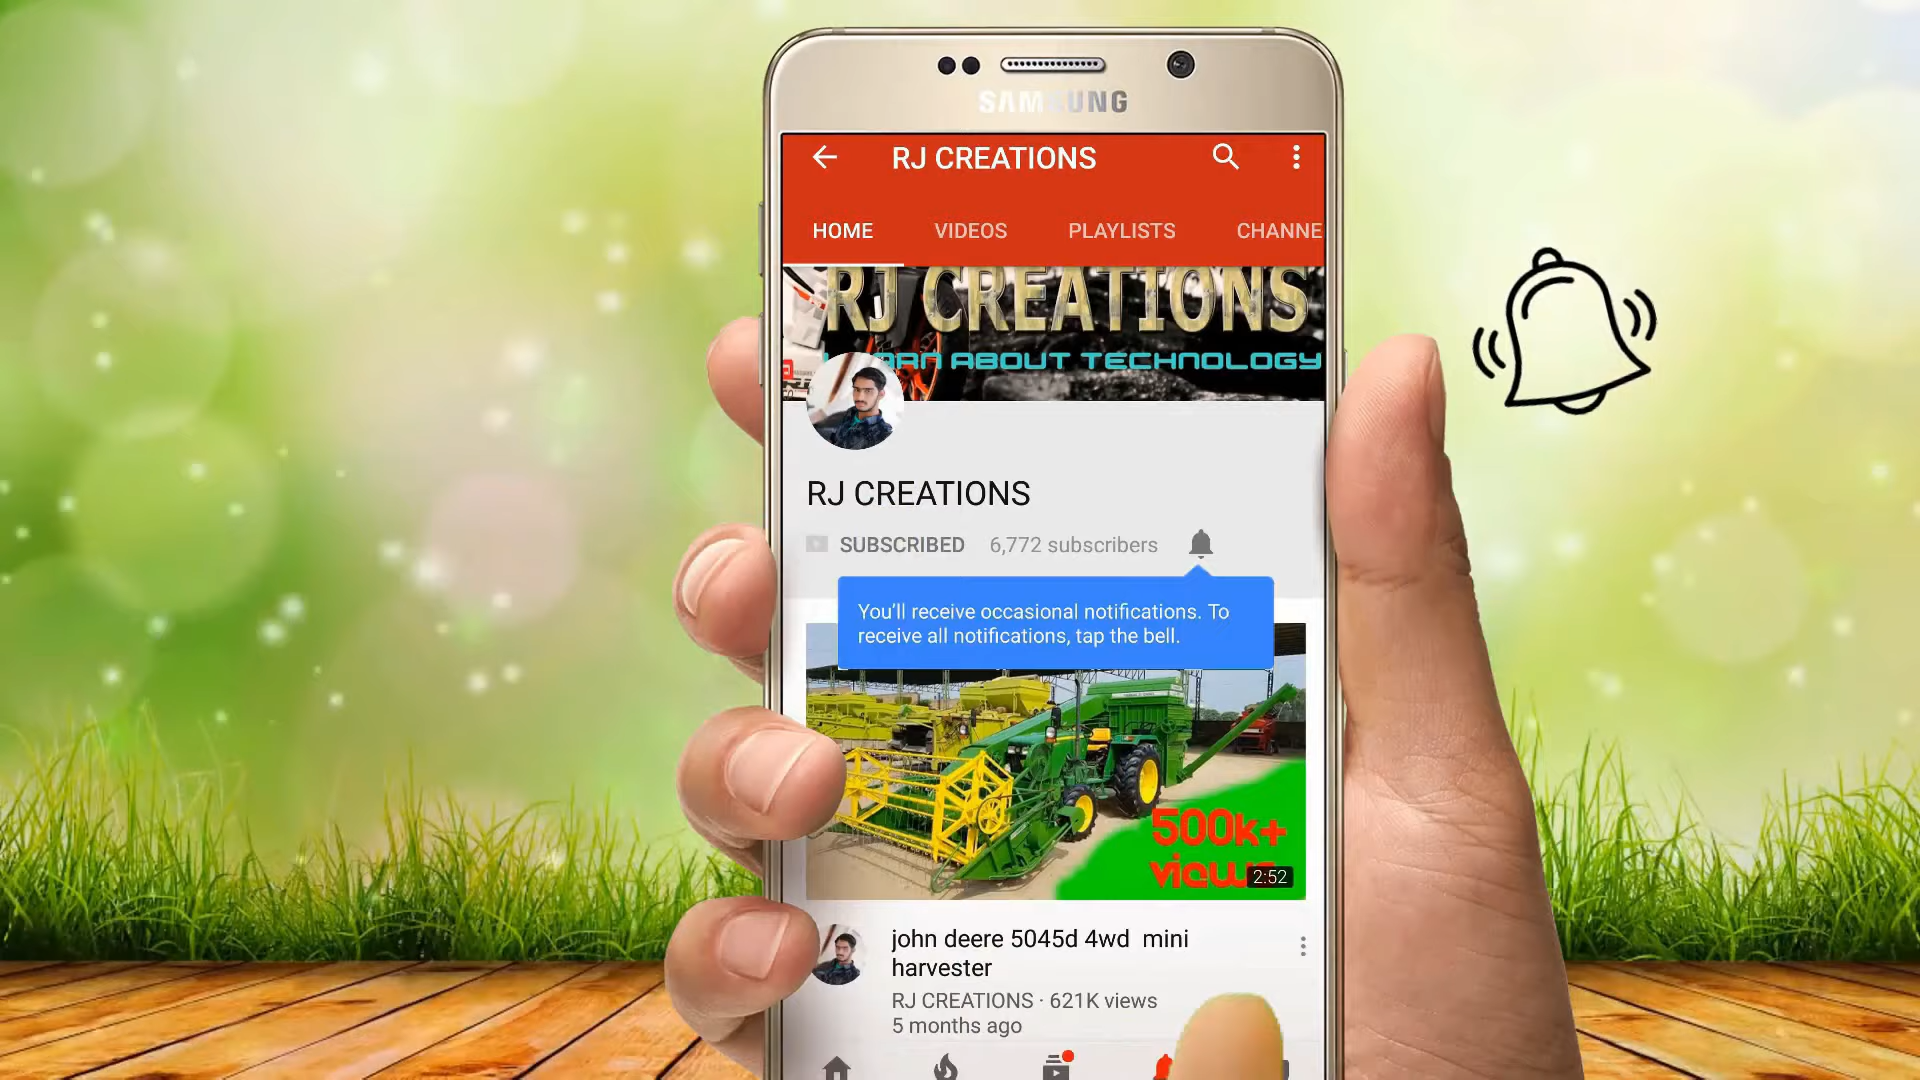 SAMSUNG
RJ CREATIONS
HOME VIDEOS PLAYLISTS CHANNE
RJ CREATIONS
ABOUT TECHNOLOGY
RJ CREATIONS
SUBSCRIBED 6,772 subscribers
You'll receive occasional notifications. To
receive all notifications, tap the bell.
500k+
views
2:52
john deere 5045d 4wd mini
harvester
RJ CREATIONS · 621K views
5 months ago